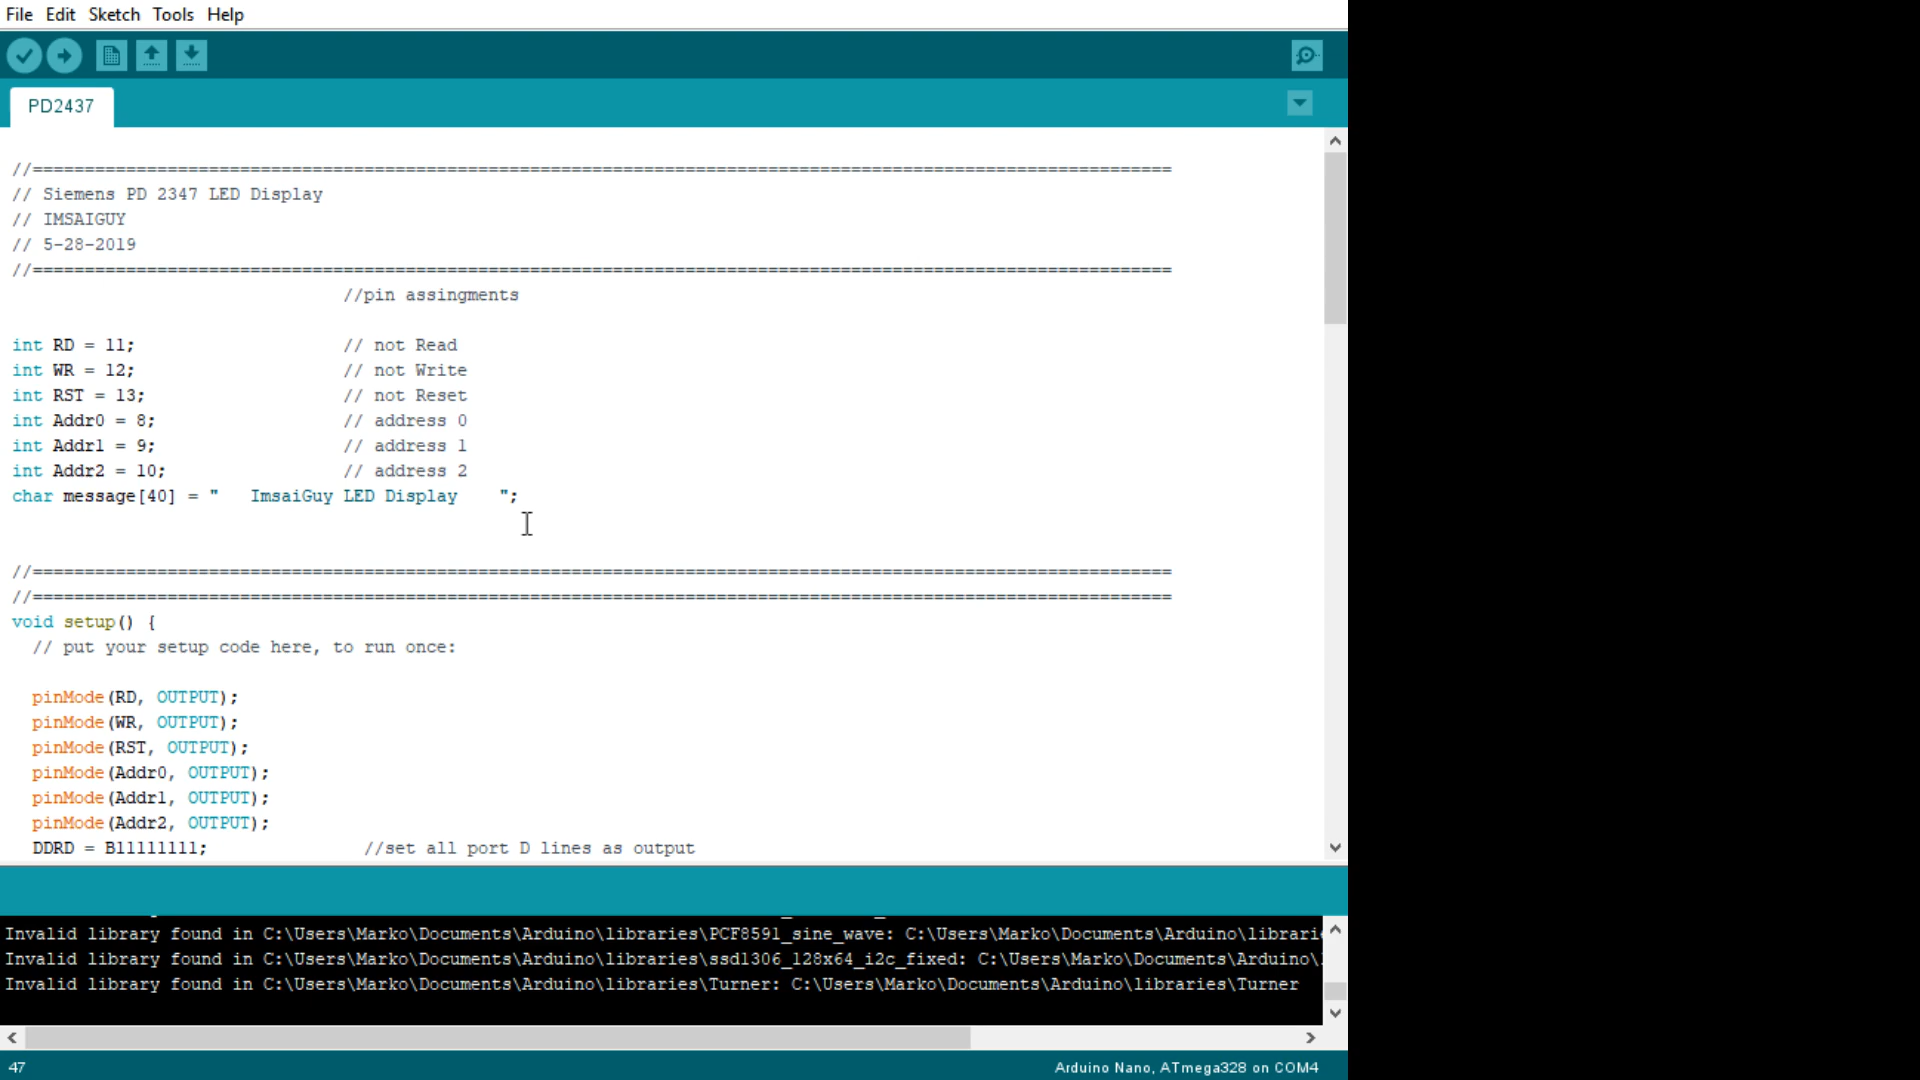 File Edit Sketch Tools Help
PD2437
//==============================================================================================================
// Siemens PD 2347 LED Display
// IMSAIGUY
// 5-28-2019
//==============================================================================================================
//pin assingments
int RD = 11; // not Read
int WR = 12; // not Write
int RST = 13; // not Reset
int Addr0 = 8; // address 0
int Addr1 = 9; // address 1
int Addr2 = 10; // address 2
char message[40] = "   ImsaiGuy LED Display    ";
//==============================================================================================================
//==============================================================================================================
void setup() {
// put your setup code here, to run once:
pinMode(RD, OUTPUT);
pinMode(WR, OUTPUT);
pinMode(RST, OUTPUT);
pinMode(Addr0, OUTPUT);
pinMode(Addr1, OUTPUT);
pinMode(Addr2, OUTPUT);
DDRD = B11111111; //set all port D lines as output
Invalid library found in C:\Users\Marko\Documents\Arduino\libraries\PCF8591_sine_wave: C:\Users\Marko\Documents\Arduino\librari
Invalid library found in C:\Users\Marko\Documents\Arduino\libraries\ssd1306_128x64_i2c_fixed: C:\Users\Marko\Documents\Arduino\
Invalid library found in C:\Users\Marko\Documents\Arduino\libraries\Turner: C:\Users\Marko\Documents\Arduino\libraries\Turner
47
Arduino Nano, ATmega328 on COM4